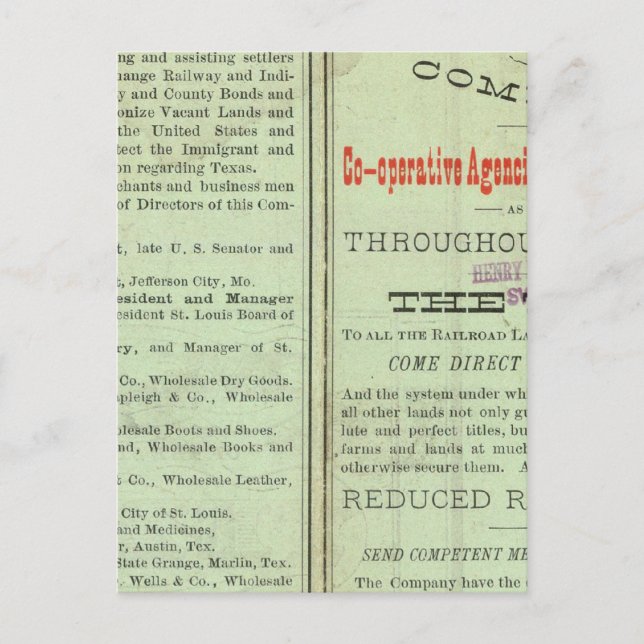 ng and assisting settlers
hange Railway and Indi-
y and County Bonds and
onize Vacant Lands and
the United States and
tect the Immigrant and
on regarding Texas.
chants and business men
of Directors of this Com-
t, late U. S. Senator and
t, Jefferson City, Mo.
esident and Manager
resident St. Louis Board of
ry, and Manager of St.
Co., Wholesale Dry Goods.
apleigh & Co., Wholesale
olesale Boots and Shoes.
nd, Wholesale Books and
& Co., Wholesale Leather,
City of St. Louis.
and Medicines,
r, Austin, Tex.
State Grange, Marlin, Tex.
. Wells & Co., Wholesale
COM
Co-operative Agenci
AS
THROUGHOU
HENRY
THE
SV
TO ALL THE RAILROAD LA
COME DIRECT
And the system under wh
all other lands not only gu
lute and perfect titles, bu
farms and lands at much
otherwise secure them. A
REDUCED R
SEND COMPETENT ME
The Company have the e